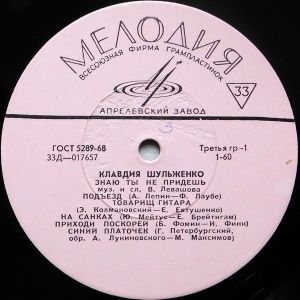 МЕЛОДИЯ
ВСЕСОЮЗНАЯ ФИРМА ГРАМПЛАСТИНОК
33
АПРЕЛЕВСКИЙ ЗАВОД
3
ГОСТ 5289-68
Третья гр-1
33Д—017657
1-60
КЛАВДИЯ ШУЛЬЖЕНКО
ЗНАЮ ТЫ НЕ ПРИДЕШЬ
муз. и сл. В. Левашова
ПОДЪЕЗД (А. Лепин—Ф. Лаубе)
ТОВАРИЩ ГИТАРА
(Э. Колмановский—Е. Евтушенко)
НА САНКАХ (Ю. Мейтус—Е. Брейтигам)
ПРИХОДИ ПОСКОРЕЙ (Б. Фомин—И. Финк)
СИНИЙ ПЛАТОЧЕК (Г. Петербургский,
обр. А. Лукиновского—М. Максимов)